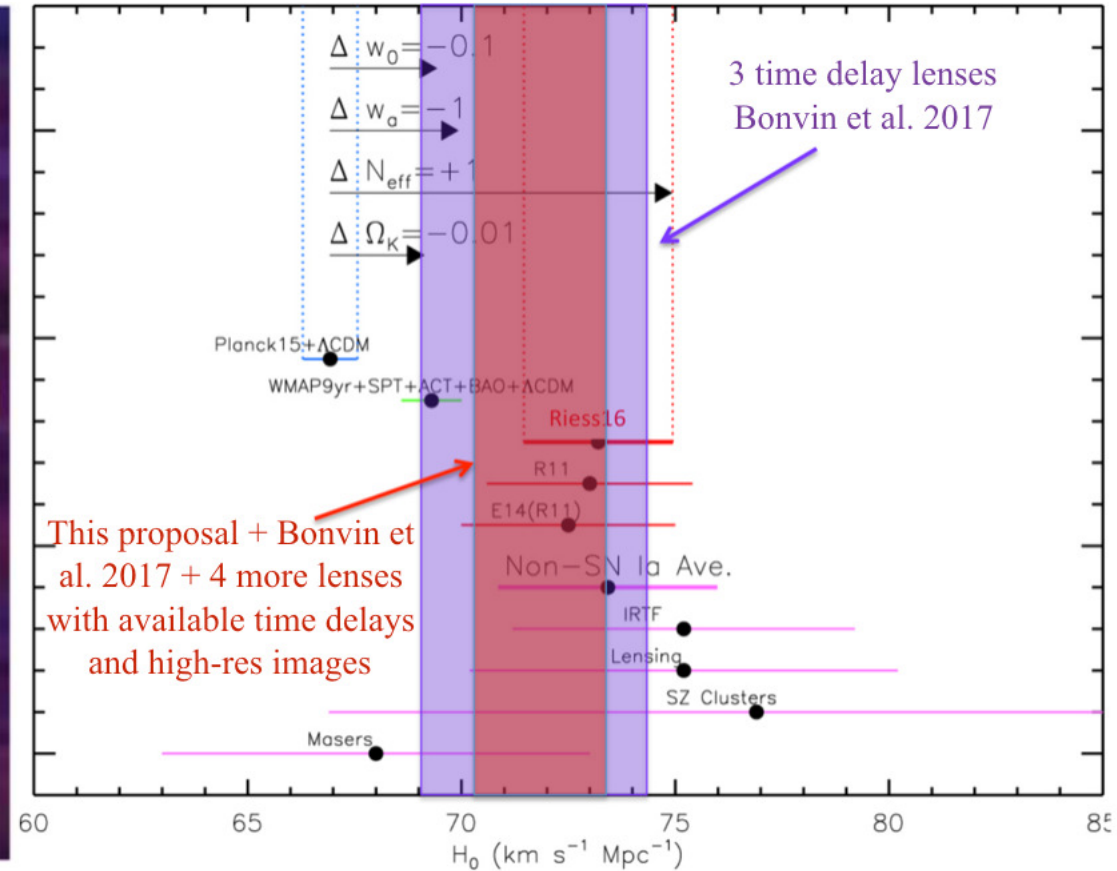 Δ w₀=−0.1
Δ wₐ=−1
Δ N_eff=+1
Δ Ω_K=−0.01
3 time delay lenses
Bonvin et al. 2017
Planck15+ΛCDM
WMAP9yr+SPT+ACT+BAO+ΛCDM
Riess16
R11
E14(R11)
This proposal + Bonvin et
al. 2017 + 4 more lenses
with available time delays
and high-res images
Non-SN Ia Ave.
IRTF
Lensing
SZ Clusters
Masers
60 65 70 75 80 85
H₀ (km s⁻¹ Mpc⁻¹)